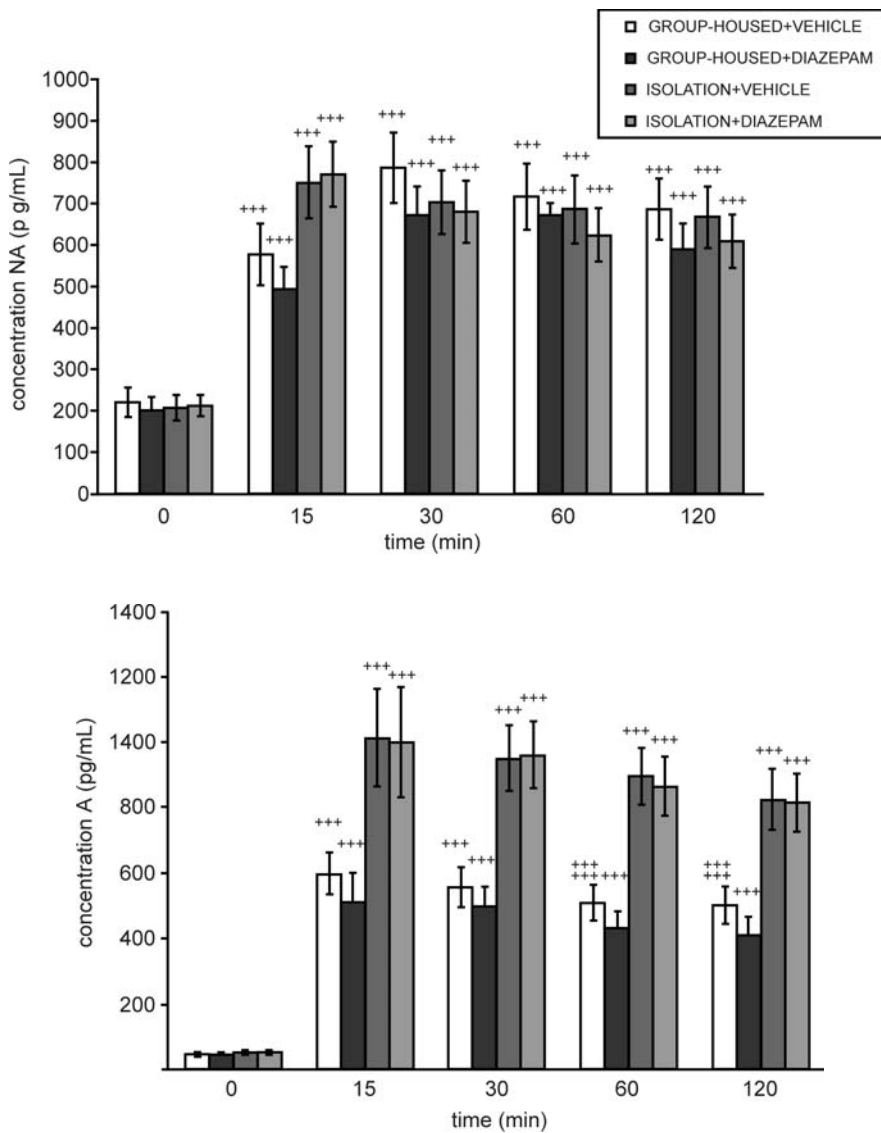 GROUP-HOUSED+VEHICLE
GROUP-HOUSED+DIAZEPAM
ISOLATION+VEHICLE
ISOLATION+DIAZEPAM
concentration NA (p g/mL)
1000
900
800
700
600
500
400
300
200
100
0
+++ +++ +++ +++
+++ +++ +++ +++
+++ +++ +++ +++
+++ +++ +++ +++
0 15 30 60 120
time (min)
concentration A (pg/mL)
1400
1200
1400
800
600
400
200
+++ +++ +++ +++
+++ +++ +++ +++
+++
+++ +++ +++ +++
+++
+++ +++ +++ +++
0 15 30 60 120
time (min)